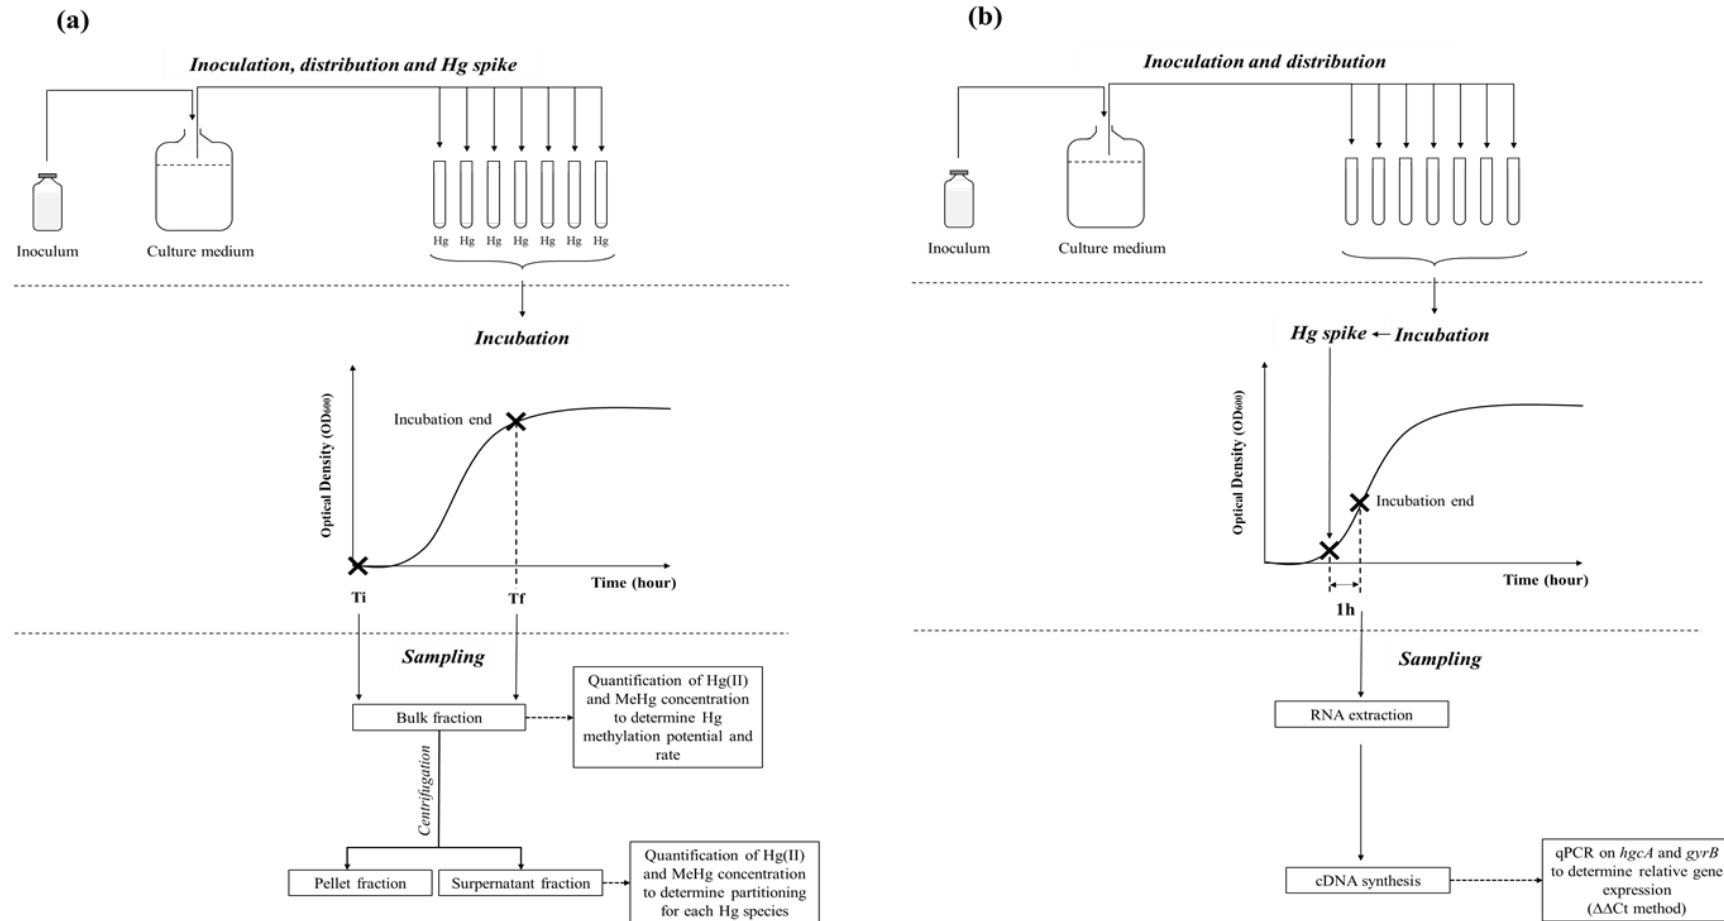 (a)
Inoculation, distribution and Hg spike
Hg Hg Hg Hg Hg Hg Hg
Inoculum
Culture medium
Incubation
Optical Density (OD600)
Incubation end
Time (hour)
Ti
Tf
Sampling
Bulk fraction
Quantification of Hg(II)
and MeHg concentration
to determine Hg
methylation potential and
rate
Centrifugation
Pellet fraction
Surpernatant fraction
Quantification of Hg(II)
and MeHg concentration
to determine partitioning
for each Hg species
(b)
Inoculation and distribution
Inoculum
Culture medium
Hg spike
Incubation
Optical Density (OD600)
Incubation end
Time (hour)
1h
Sampling
RNA extraction
cDNA synthesis
qPCR on hgcA and gyrB
to determine relative gene
expression
(ΔΔCt method)